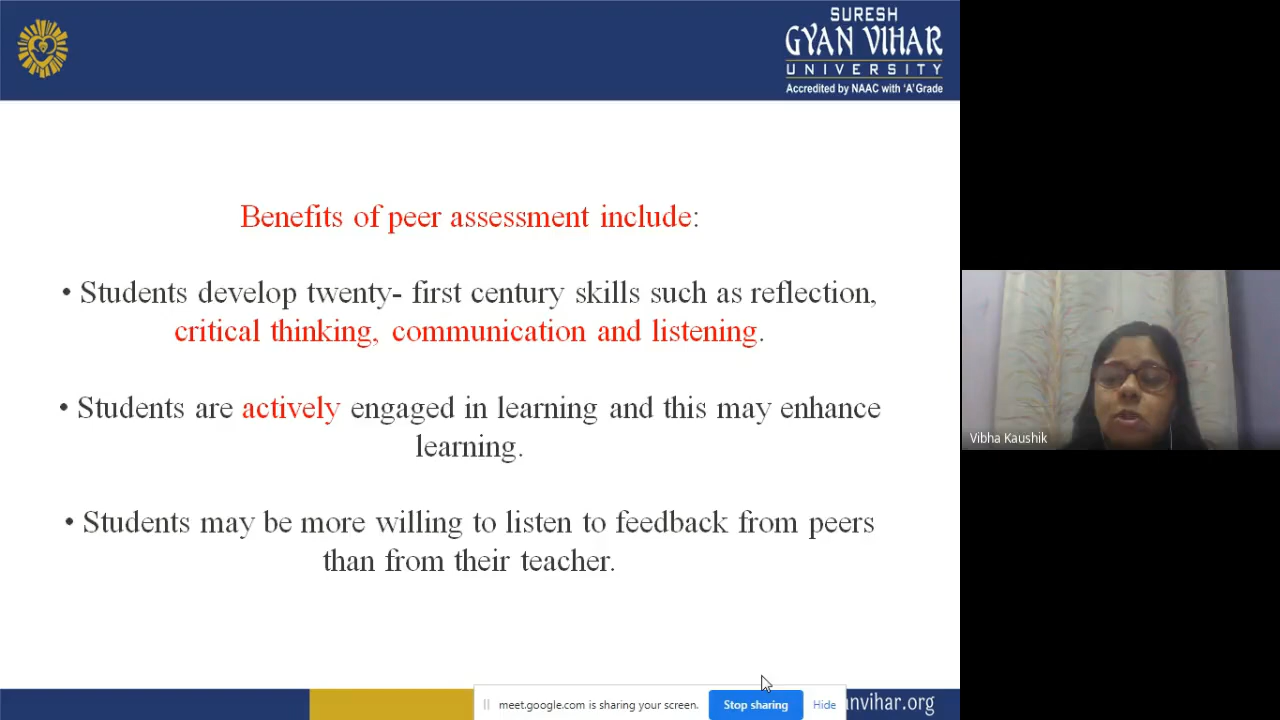 SURESH
GYAN VIHAR
UNIVERSITY
Accredited by NAAC with 'A' Grade
Benefits of peer assessment include:
• Students develop twenty- first century skills such as reflection,
critical thinking, communication and listening.
• Students are actively engaged in learning and this may enhance
learning.
• Students may be more willing to listen to feedback from peers
than from their teacher.
Vibha Kaushik
meet.google.com is sharing your screen.
Stop sharing
Hide
anvihar.org